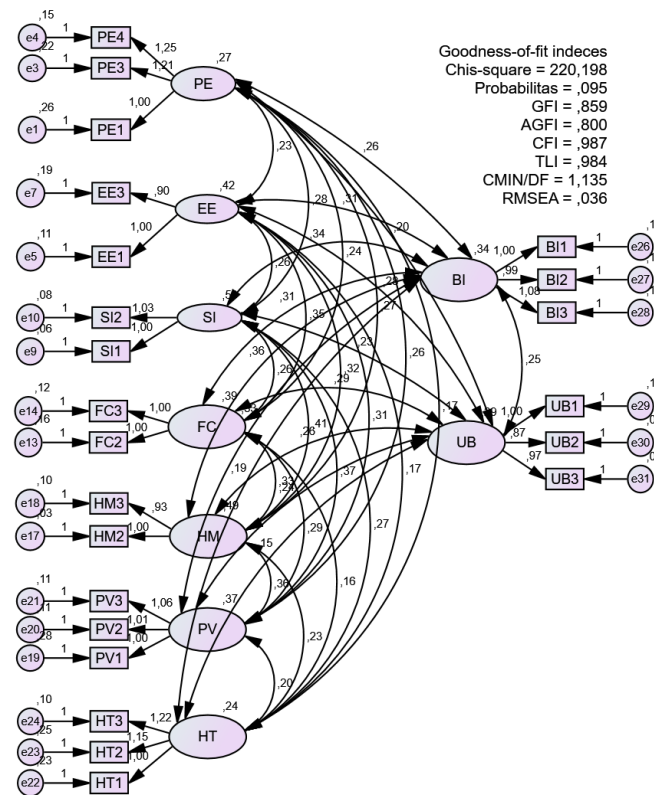 Goodness-of-fit indeces
Chis-square = 220,198
Probabilitas = ,095
GFI = ,859
AGFI = ,800
CFI = ,987
TLI = ,984
CMIN/DF = 1,135
RMSEA = ,036
,15
e4 1 PE4 1,25
,22
e3 1 PE3 1,21
,26
e1 1 PE1 1,00
,27
PE
,19
e7 1 EE3 ,90
,11
e5 1 EE1 1,00
,42
EE
,08
e10 1 SI2 1,03
,06
e9 1 SI1 1,00
SI
,12
e14 1 FC3 1,00
,16
e13 1 FC2 1,00
,39
FC
,10
e18 1 HM3 ,93
,03
e17 1 HM2 1,00
,49
HM
,11
e21 1 PV3 1,06
,11
e20 1 PV2 1,01
,28
e19 1 PV1 1,00
,37
PV
,10
e24 1 HT3 1,22
,25
e23 1 HT2 1,15
,23
e22 1 HT1 1,00
,24
HT
,34
BI
1,00 BI1 1 e26
,99 BI2 1 e27
1,08 BI3 1 e28
UB
1,00 UB1 1 e29
,87 UB2 1 e30
,97 UB3 1 e31
,23
,26
,28
,31
,20
,34
,26
,24
,31
,35
,27
,36
,26
,23
,32
,29
,26
,25
,17
,41
,31
,19
,37
,17
,29
,27
,15
,36
,16
,23
,20